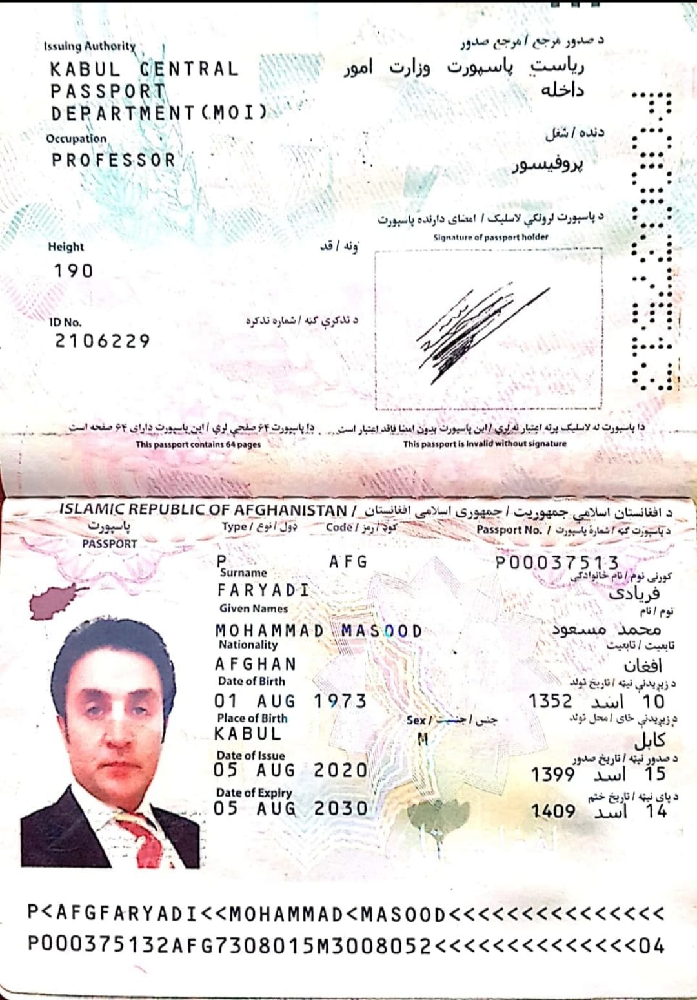 Issuing Authority
د صدور مرجع / مرجع صدور
KABUL CENTRAL
PASSPORT
DEPARTMENT(MOI)
ریاست پاسپورت وزارت امور
داخله
Occupation
دنده / شغل
PROFESSOR
پروفیسور
د پاسپورت لرونکي لاسلیک / امضای دارنده پاسپورت
Signature of passport holder
Height
ونه / قد
190
ID No.
د تذکرې ګڼه / شماره تذکره
2106229
P00037513
دا پاسپورت ۶۴ صفحې لري / این پاسپورت دارای ۶۴ صفحه است
This passport contains 64 pages
دا پاسپورت له لاسلیک پرته اعتبار نه لري / این پاسپورت بدون امضا فاقد اعتبار است
This passport is invalid without signature
ISLAMIC REPUBLIC OF AFGHANISTAN / د افغانستان اسلامي جمهوریت / جمهوری اسلامی افغانستان
پاسپورت
PASSPORT
Type / ډول / نوع
Code / کوډ / رمز
Passport No. / د پاسپورت ګڼه / شمارهٔ پاسپورت
P
AFG
P00037513
Surname
کورنی نوم / نام خانوادگی
FARYADI
فریادی
Given Names
نوم / نام
MOHAMMAD MASOOD
محمد مسعود
Nationality
تابعیت / تابعیت
AFGHAN
افغان
Date of Birth
د زېږیدنې نېټه / تاریخ تولد
01 AUG 1973
10 اسد 1352
Place of Birth
Sex / جنس / جنسیت
د زېږیدنې ځای / محل تولد
KABUL
M
کابل
Date of Issue
د صدور نېټه / تاریخ صدور
05 AUG 2020
15 اسد 1399
Date of Expiry
د پای نېټه / تاریخ ختم
05 AUG 2030
14 اسد 1409
P<AFGFARYADI<<MOHAMMAD<MASOOD<<<<<<<<<<<<<<<
P000375132AFG7308015M3008052<<<<<<<<<<<<<<04